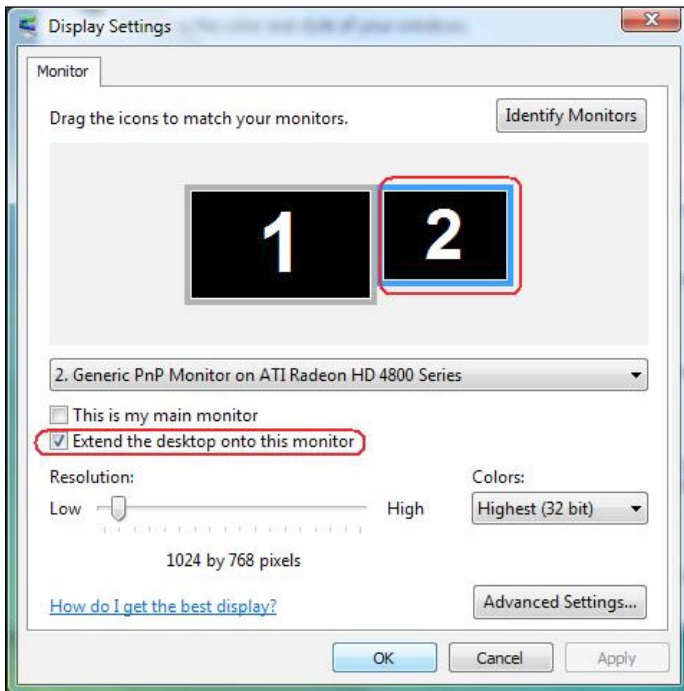 Display Settings
Monitor
Drag the icons to match your monitors.
Identify Monitors
1
2
2. Generic PnP Monitor on ATI Radeon HD 4800 Series
This is my main monitor
Extend the desktop onto this monitor
Resolution:
Colors:
Low
High
Highest (32 bit)
1024 by 768 pixels
How do I get the best display?
Advanced Settings...
OK
Cancel
Apply